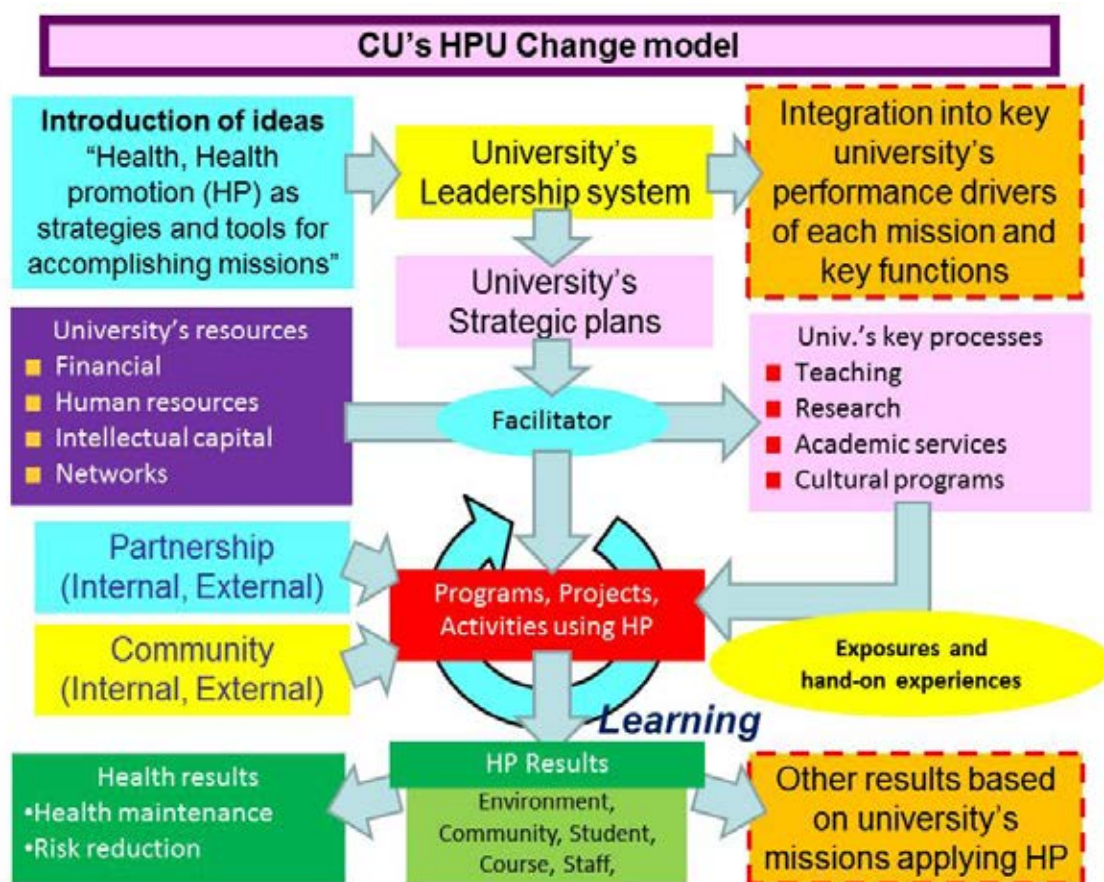 CU's HPU Change model
Introduction of ideas
“Health, Health
promotion (HP) as
strategies and tools for
accomplishing missions”
University's
Leadership system
Integration into key
university's
performance drivers
of each mission and
key functions
University's
Strategic plans
University's resources
Financial
Human resources
Intellectual capital
Networks
Facilitator
Univ.'s key processes
Teaching
Research
Academic services
Cultural programs
Partnership
(Internal, External)
Community
(Internal, External)
Programs, Projects,
Activities using HP
Exposures and
hand-on experiences
Learning
Health results
•Health maintenance
•Risk reduction
HP Results
Environment,
Community, Student,
Course, Staff,
Other results based
on university's
missions applying HP